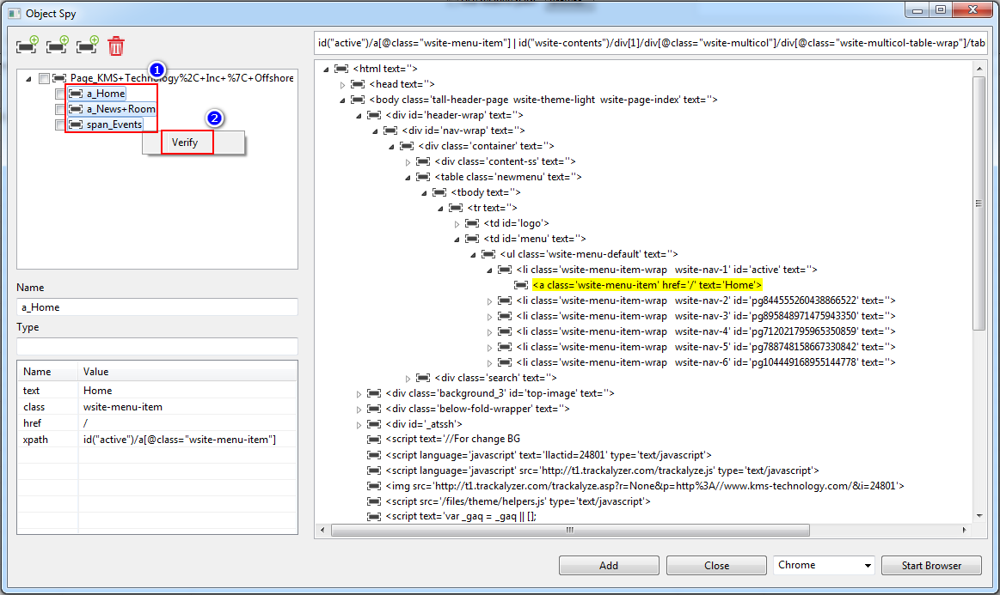 Object Spy
id("active")/a[@class="wsite-menu-item"] | id("wsite-contents")/div[1]/div[@class="wsite-multicol"]/div[@class="wsite-multicol-table-wrap"]/tab
1
Page_KMS+Technology%2C+Inc+%7C+Offshore
a_Home
a_News+Room
span_Events
2
Verify
Name
a_Home
Type
Name Value
text Home
class wsite-menu-item
href /
xpath id("active")/a[@class="wsite-menu-item"]
<html text=''>
<head text=''>
<body class='tall-header-page wsite-theme-light wsite-page-index' text=''>
<div id='header-wrap' text=''>
<div id='nav-wrap' text=''>
<div class='container' text=''>
<div class='content-ss' text=''>
<table class='newmenu' text=''>
<tbody text=''>
<tr text=''>
<td id='logo'>
<td id='menu' text=''>
<ul class='wsite-menu-default' text=''>
<li class='wsite-menu-item-wrap wsite-nav-1' id='active' text=''>
<a class='wsite-menu-item' href='/' text='Home'>
<li class='wsite-menu-item-wrap wsite-nav-2' id='pg844555260438866522' text=''>
<li class='wsite-menu-item-wrap wsite-nav-3' id='pg895848971475943350' text=''>
<li class='wsite-menu-item-wrap wsite-nav-4' id='pg712021795965350859' text=''>
<li class='wsite-menu-item-wrap wsite-nav-5' id='pg788748158667330842' text=''>
<li class='wsite-menu-item-wrap wsite-nav-6' id='pg104449168955144778' text=''>
<div class='search' text=''>
<div class='background_3' id='top-image' text=''>
<div class='below-fold-wrapper' text=''>
<div id='_atssh'>
<script text='//For change BG
<script language='javascript' text='llactid=24801' type='text/javascript'>
<script language='javascript' src='http://t1.trackalyzer.com/trackalyze.js' type='text/javascript'>
<img src='http://t1.trackalyzer.com/trackalyze.asp?r=None&p=http%3A//www.kms-technology.com/&i=24801'>
<script src='/files/theme/helpers.js' type='text/javascript'>
<script text='var _gaq = _gaq || [];
Add
Close
Chrome
Start Browser